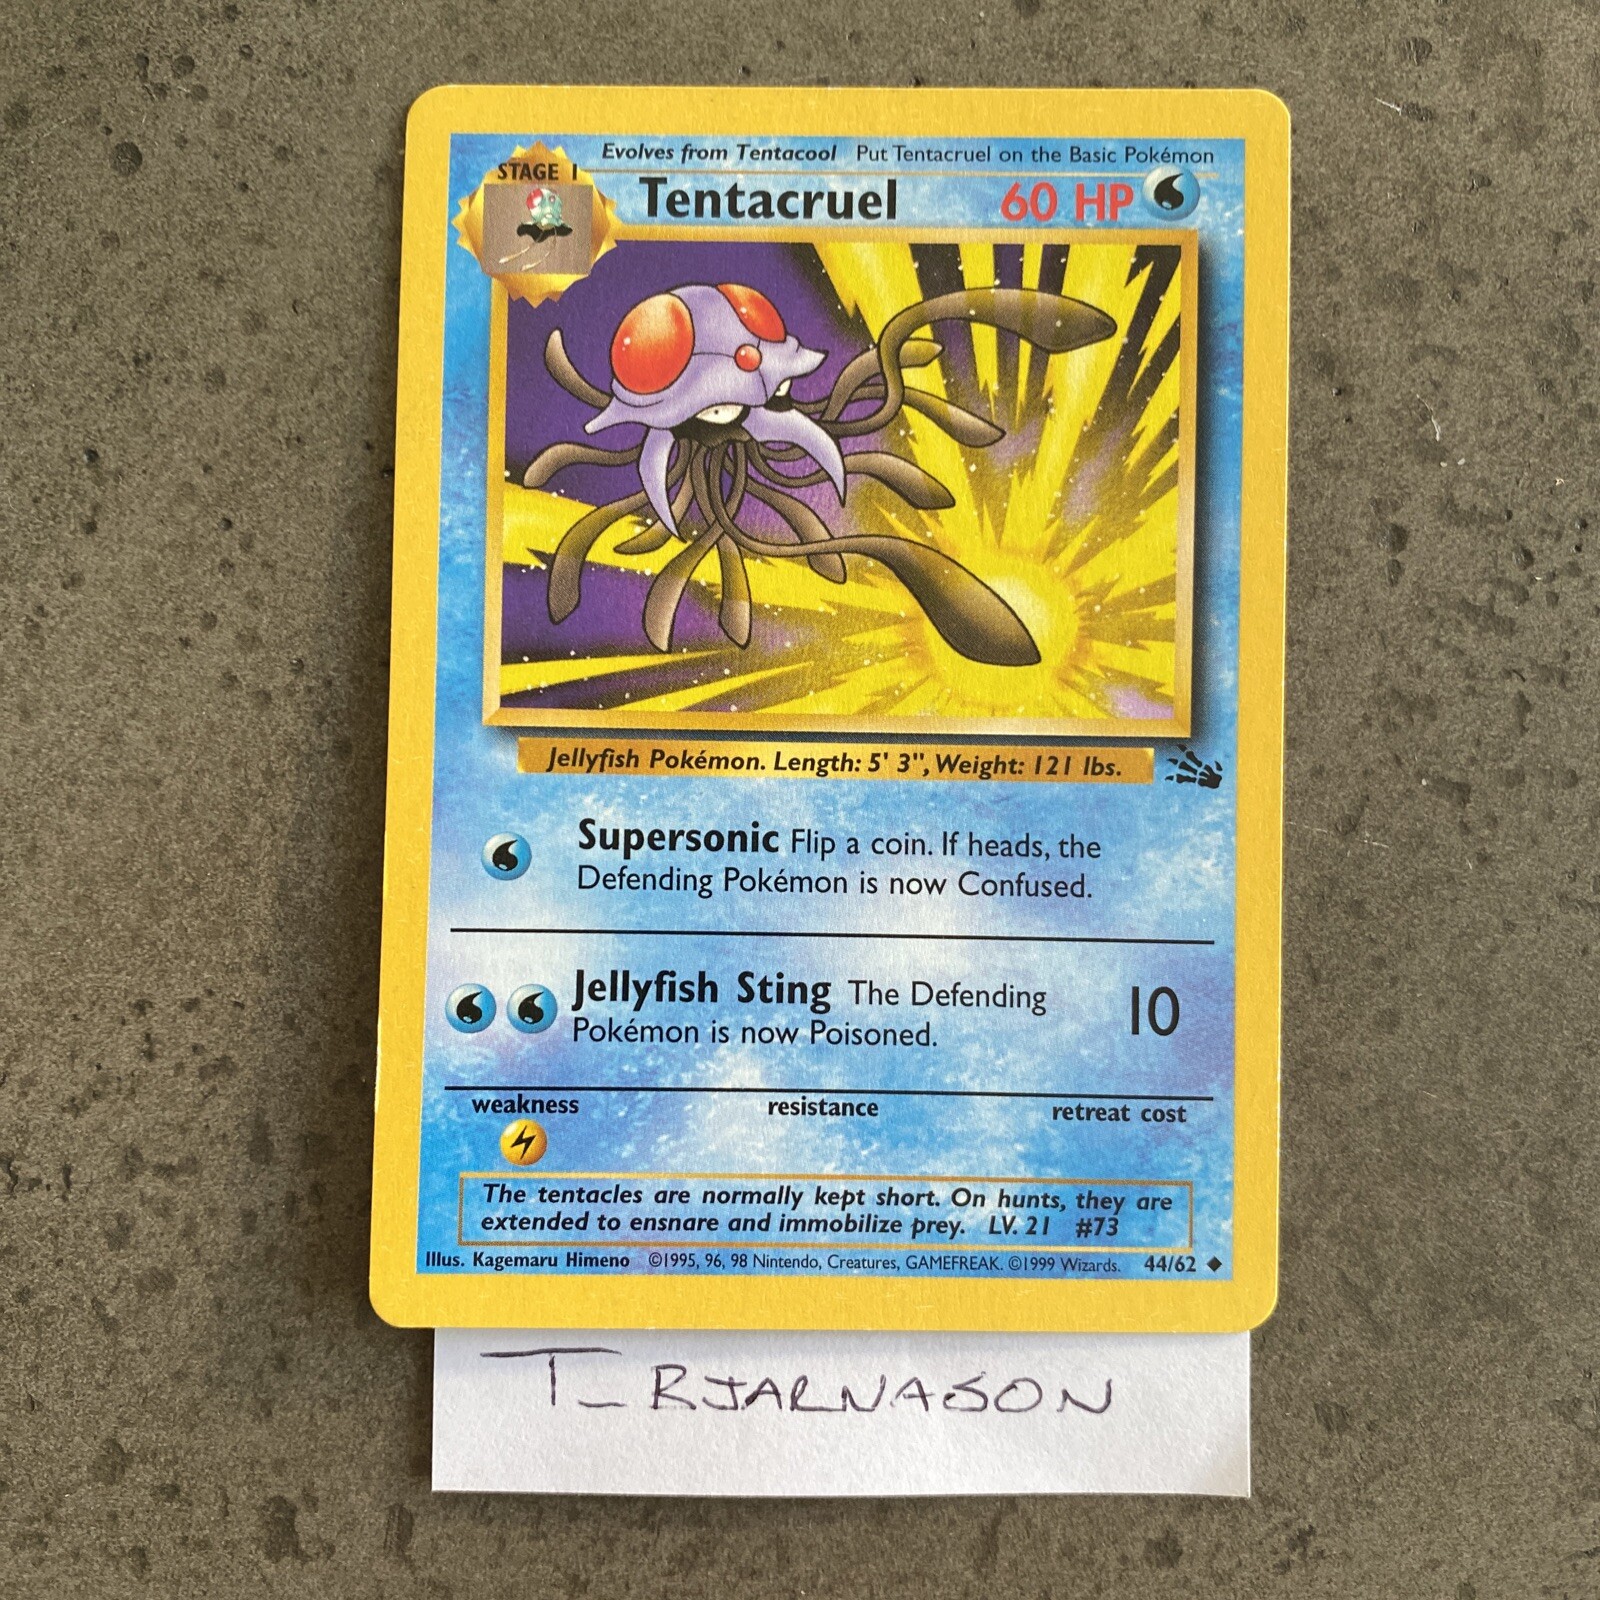 Evolves from Tentacool Put Tentacruel on the Basic Pokémon
STAGE 1
Tentacruel 60 HP
Jellyfish Pokémon. Length: 5' 3", Weight: 121 lbs.
Supersonic Flip a coin. If heads, the
Defending Pokémon is now Confused.
Jellyfish Sting The Defending 10
Pokémon is now Poisoned.
weakness resistance retreat cost
The tentacles are normally kept short. On hunts, they are
extended to ensnare and immobilize prey. LV. 21 #73
Illus. Kagemaru Himeno ©1995, 96, 98 Nintendo, Creatures, GAMEFREAK. ©1999 Wizards. 44/62
T_RJARNASON